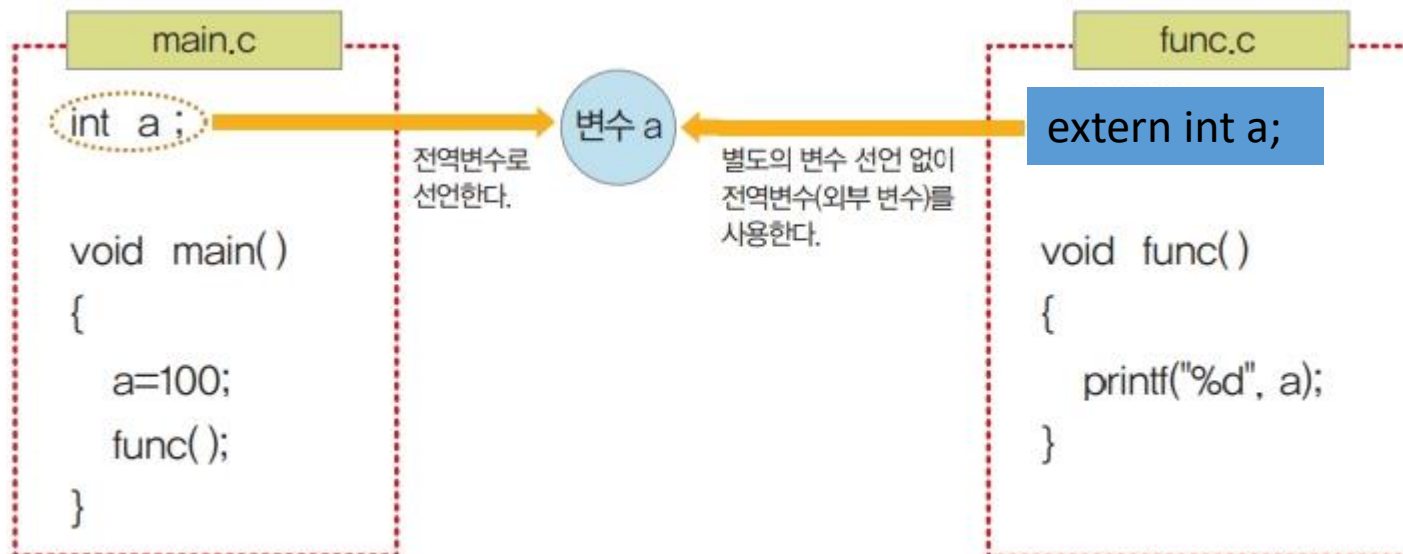 main.c
int a ;
void main( )
{
a=100;
func( );
}
전역변수로
선언한다.
변수 a
별도의 변수 선언 없이
전역변수(외부 변수)를
사용한다.
func.c
extern int a;
void func( )
{
printf("%d", a);
}